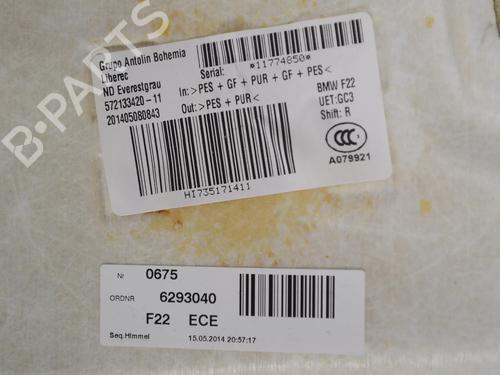 Grupo Antolin Bohemia
Liberec
ND Everestgrau
572133420-11
201405080843
Serial: *11774850*
In: >PES + GF + PUR + GF + PES<
Out: >PES + PUR<
BMW F22
UET:GC3
Shift: R
CCC
A079921
HI735171411
B-PARTS
Nr 0675
ORDNR 6293040
F22 ECE
Seq.Himmel 15.05.2014 20:57:17